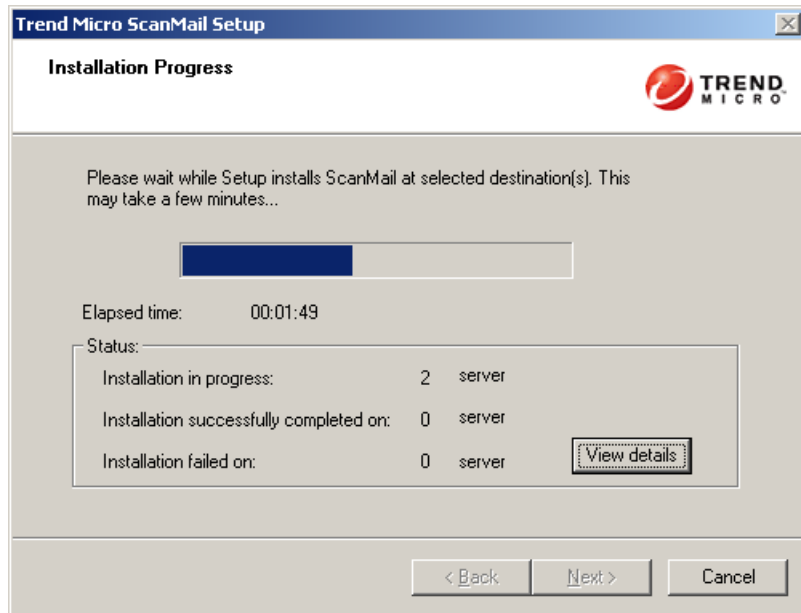 Trend Micro ScanMail Setup
Installation Progress
TREND
MICRO
Please wait while Setup installs ScanMail at selected destination(s). This
may take a few minutes...
Elapsed time: 00:01:49
Status:
Installation in progress: 2 server
Installation successfully completed on: 0 server
Installation failed on: 0 server
View details
< Back Next > Cancel